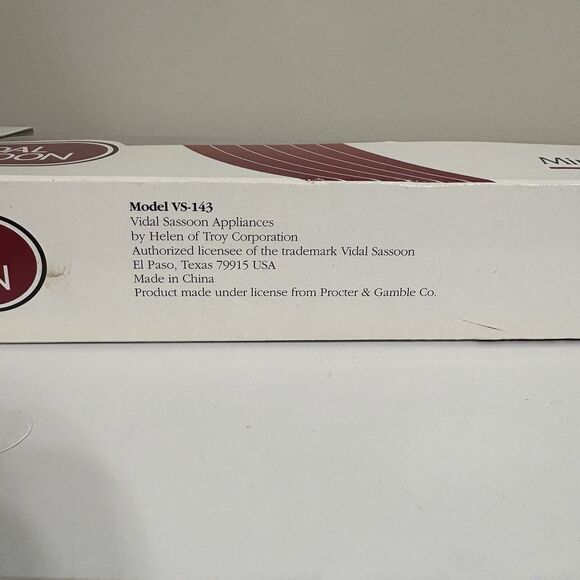 Model VS-143
Vidal Sassoon Appliances
by Helen of Troy Corporation
Authorized licensee of the trademark Vidal Sassoon
El Paso, Texas 79915 USA
Made in China
Product made under license from Procter & Gamble Co.